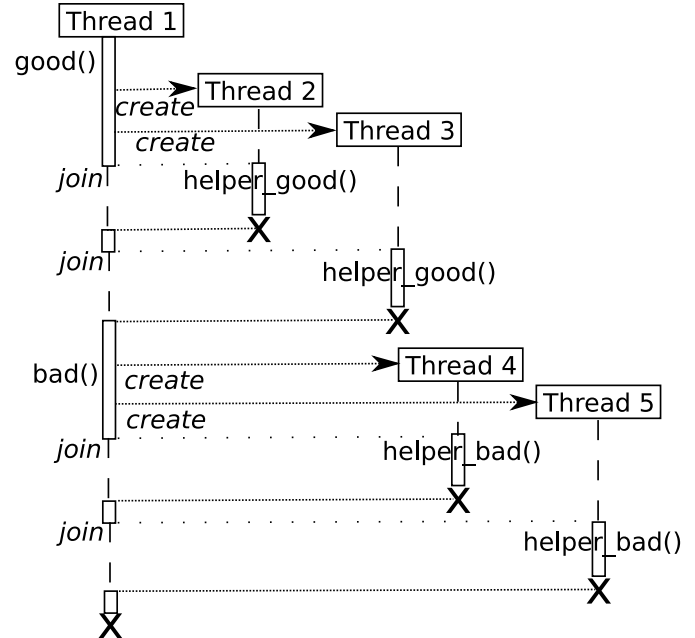 Thread 1
good()
Thread 2
create
Thread 3
create
join
helper_good()
join
helper_good()
Thread 4
bad()
create
Thread 5
create
join
helper_bad()
join
helper_bad()